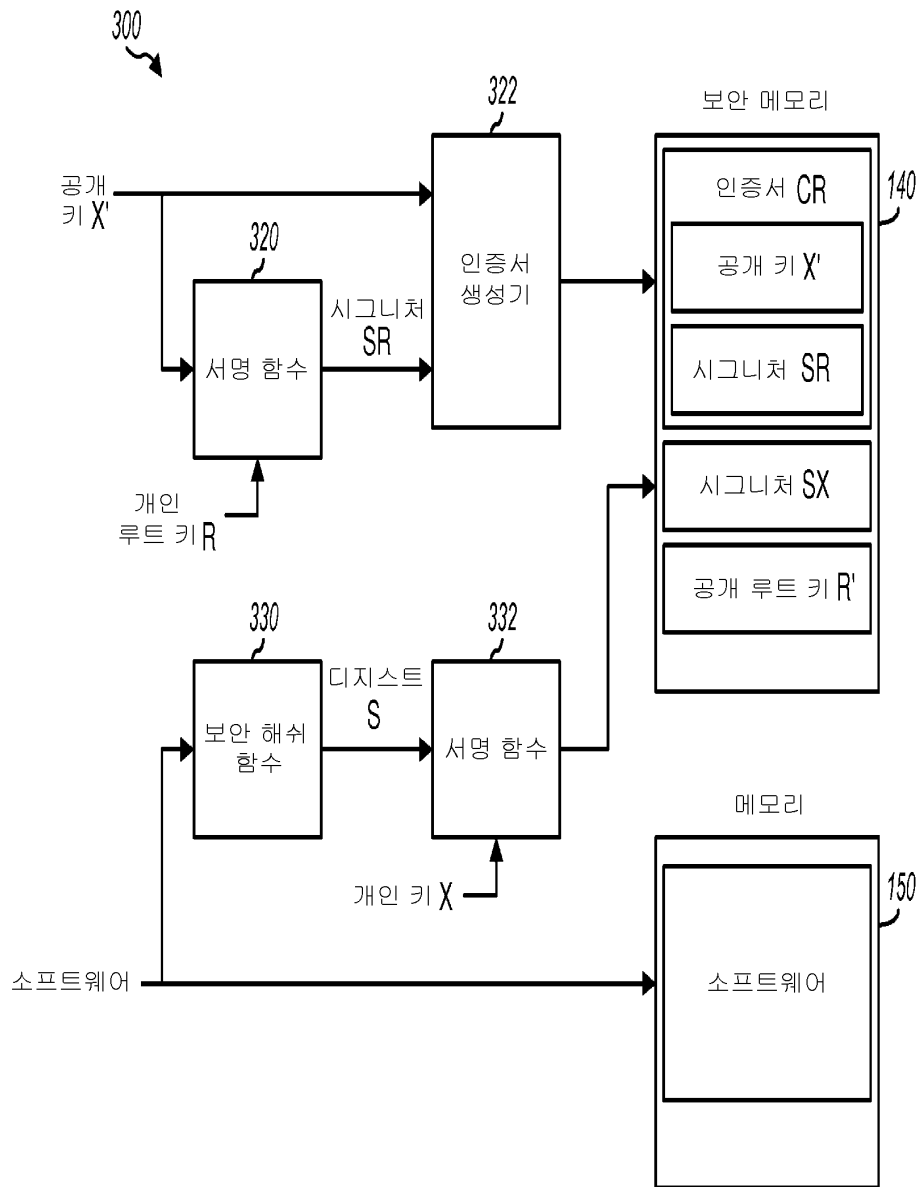 300
322
보안 메모리
공개
키 X'
140
인증서 CR
공개 키 X'
320
인증서
생성기
시그니처
SR
서명 함수
시그니처 SR
개인
루트 키 R
시그니처 SX
공개 루트 키 R'
330
332
디지스트
S
보안 해쉬
함수
서명 함수
메모리
개인 키 X
150
소프트웨어
소프트웨어